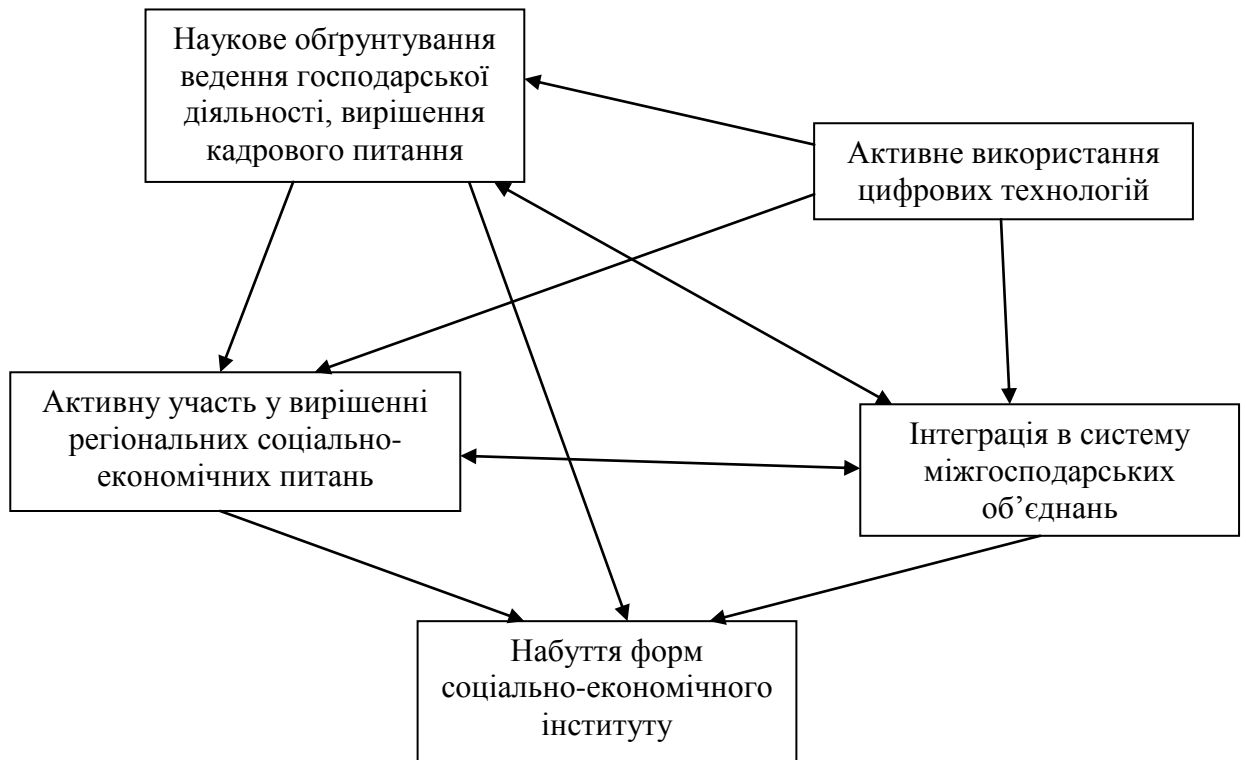 Наукове обґрунтування
ведення господарської
діяльності, вирішення
кадрового питання
Активне використання
цифрових технологій
Активну участь у вирішенні
регіональних соціально-
економічних питань
Інтеграція в систему
міжгосподарських
об’єднань
Набуття форм
соціально-економічного
інституту